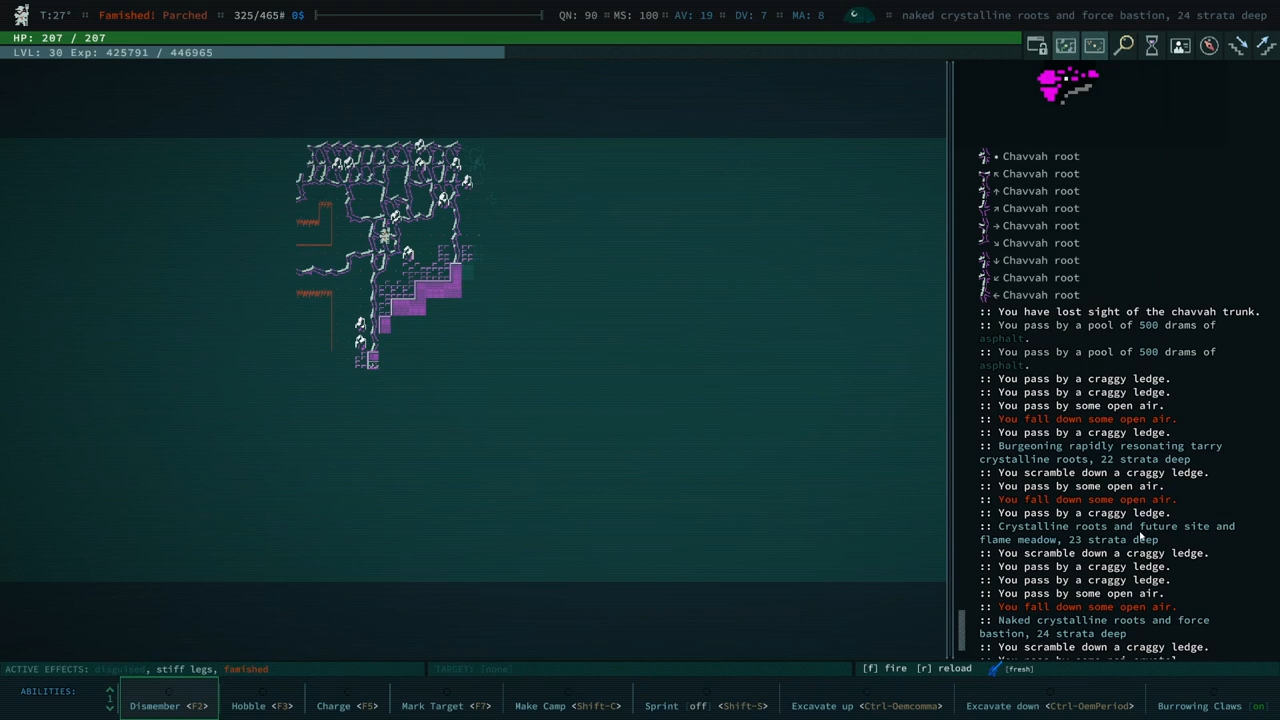 T:27° :: Famished! Parched :: 325/465# 0$ QN: 90 :: MS: 100 :: AV: 19 :: DV: 7 :: MA: 8 :: naked crystalline roots and force bastion, 24 strata deep
HP: 207 / 207
LVL: 30 Exp: 425791 / 446965
• Chavvah root
↖ Chavvah root
↑ Chavvah root
↗ Chavvah root
→ Chavvah root
↘ Chavvah root
↓ Chavvah root
↙ Chavvah root
← Chavvah root
:: You have lost sight of the chavvah trunk.
:: You pass by a pool of 500 drams of
asphalt.
:: You pass by a pool of 500 drams of
asphalt.
:: You pass by a craggy ledge.
:: You pass by a craggy ledge.
:: You pass by some open air.
:: You fall down some open air.
:: You pass by a craggy ledge.
:: Burgeoning rapidly resonating tarry
crystalline roots, 22 strata deep
:: You scramble down a craggy ledge.
:: You pass by some open air.
:: You fall down some open air.
:: You pass by a craggy ledge.
:: Crystalline roots and future site and
flame meadow, 23 strata deep
:: You scramble down a craggy ledge.
:: You pass by a craggy ledge.
:: You pass by a craggy ledge.
:: You pass by some open air.
:: You fall down some open air.
:: Naked crystalline roots and force
bastion, 24 strata deep
:: You scramble down a craggy ledge.
ACTIVE EFFECTS: disguised, stiff legs, famished
TARGET: [none]
[f] fire [r] reload [fresh]
ABILITIES: 1 Dismember <F2> Hobble <F3> Charge <F5> Mark Target <F7> Make Camp <Shift-C> Sprint [off] <Shift-S> Excavate up <Ctrl-Oemcomma> Excavate down <Ctrl-OemPeriod> Burrowing Claws [on]